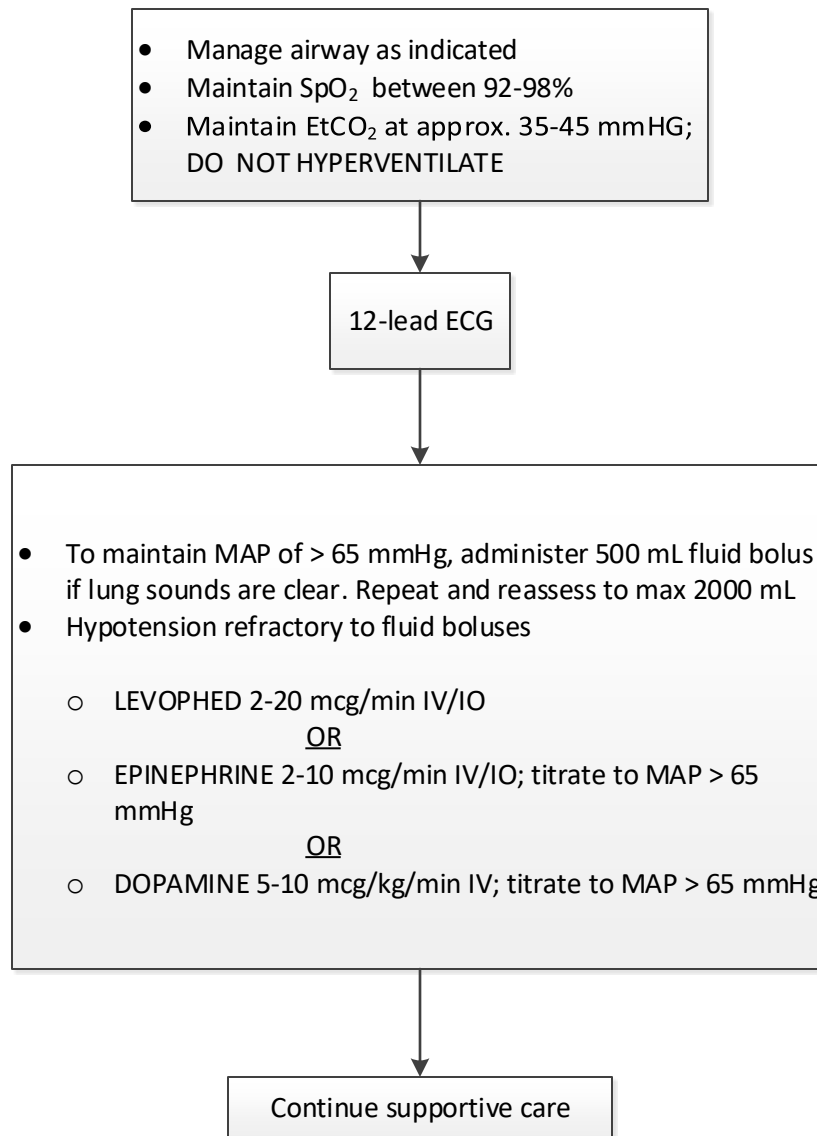 • Manage airway as indicated
• Maintain SpO₂ between 92-98%
• Maintain EtCO₂ at approx. 35-45 mmHG;
DO NOT HYPERVENTILATE
12-lead ECG
• To maintain MAP of > 65 mmHg, administer 500 mL fluid bolus
if lung sounds are clear. Repeat and reassess to max 2000 mL
• Hypotension refractory to fluid boluses
o LEVOPHED 2-20 mcg/min IV/IO
OR
o EPINEPHRINE 2-10 mcg/min IV/IO; titrate to MAP > 65
mmHg
OR
o DOPAMINE 5-10 mcg/kg/min IV; titrate to MAP > 65 mmHg
Continue supportive care